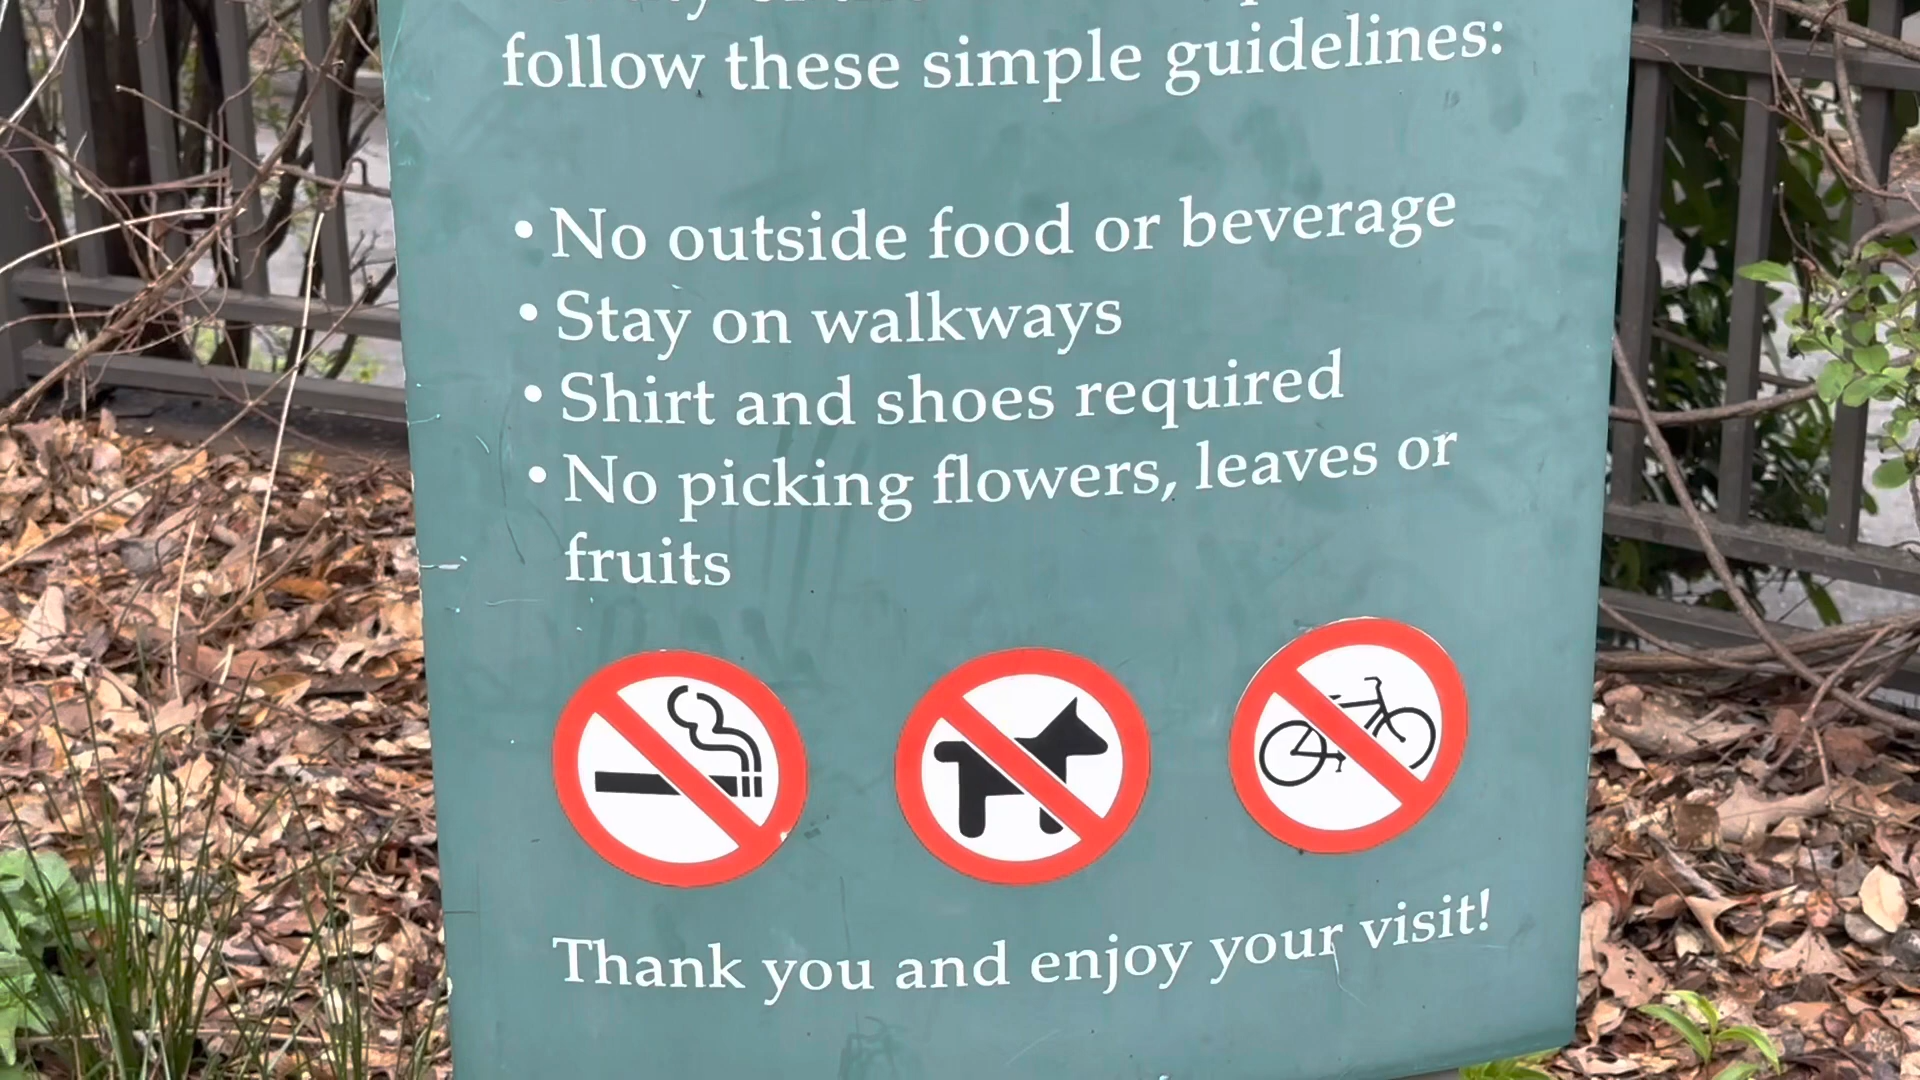 follow these simple guidelines:
• No outside food or beverage
• Stay on walkways
• Shirt and shoes required
• No picking flowers, leaves or
fruits
Thank you and enjoy your visit!